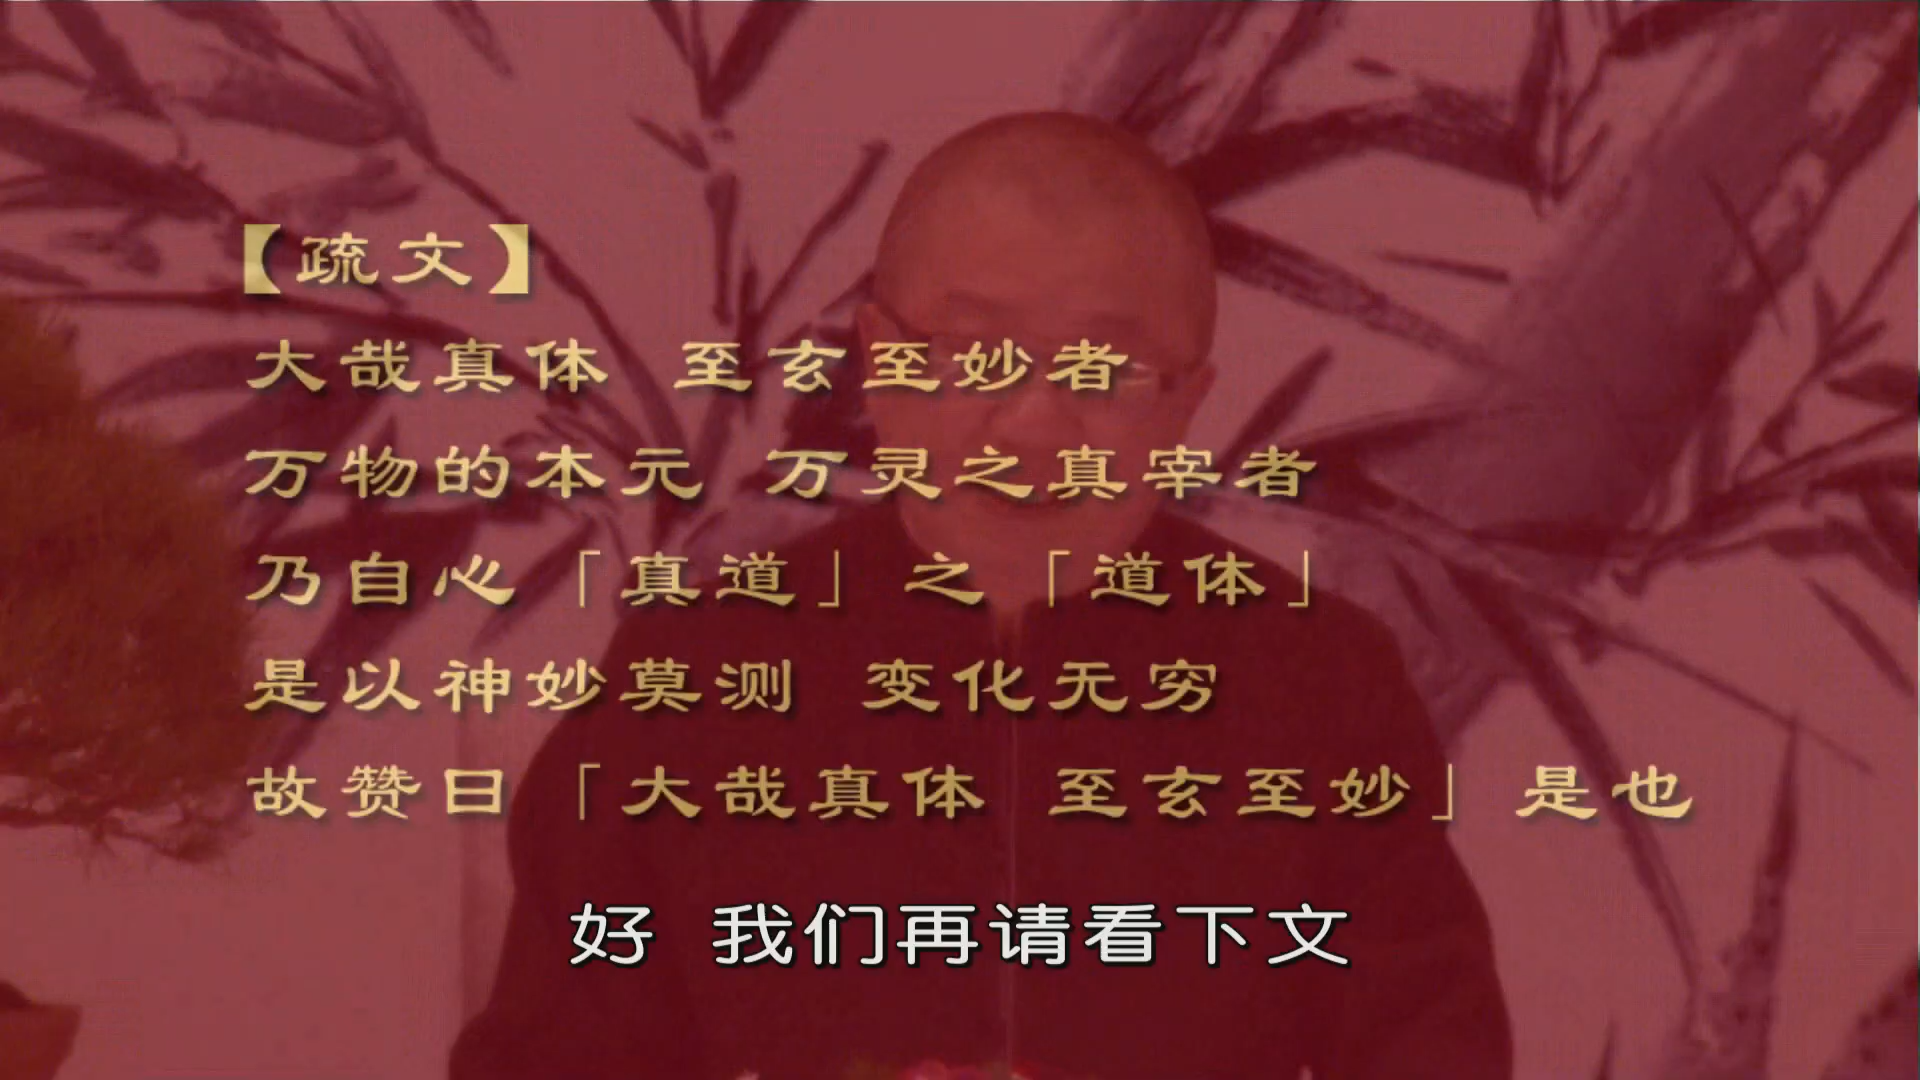 【疏文】
大哉真体 至玄至妙者
万物的本元 万灵之真宰者
乃自心「真道」之「道体」
是以神妙莫测 变化无穷
故赞曰「大哉真体 至玄至妙」是也
好 我们再请看下文